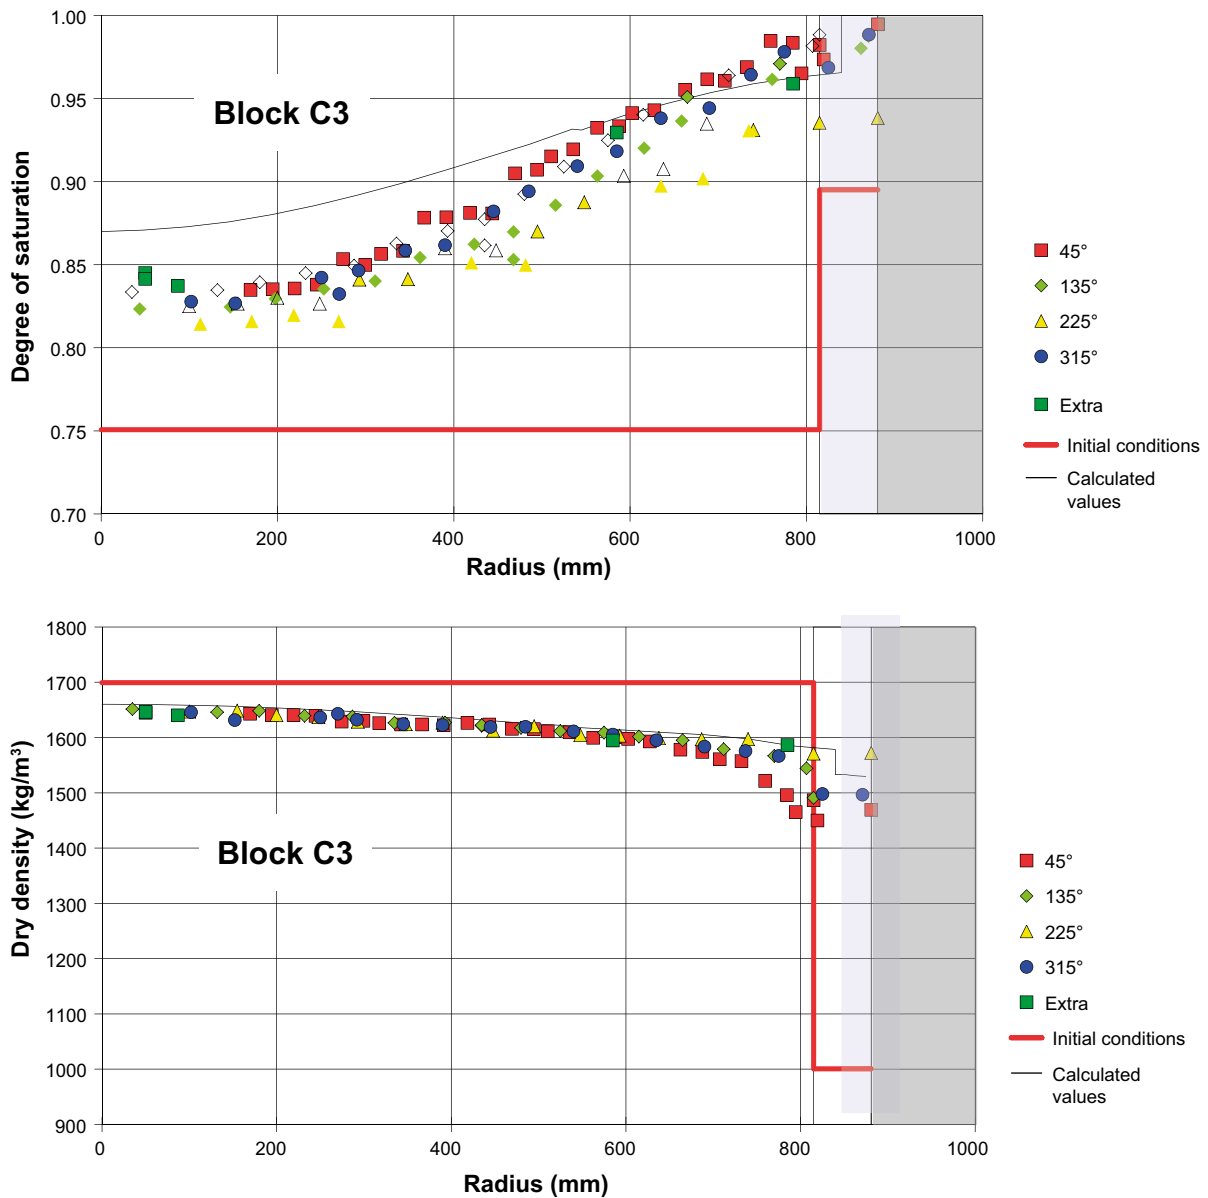 1.00
0.95
0.90
0.85
0.80
0.75
0.70
Degree of saturation
Block C3
0 200 400 600 800 1000
Radius (mm)
45°
135°
225°
315°
Extra
Initial conditions
Calculated
values
1800
1700
1600
1500
1400
1300
1200
1100
1000
900
Dry density (kg/m³)
Block C3
0 200 400 600 800 1000
Radius (mm)
45°
135°
225°
315°
Extra
Initial conditions
Calculated
values